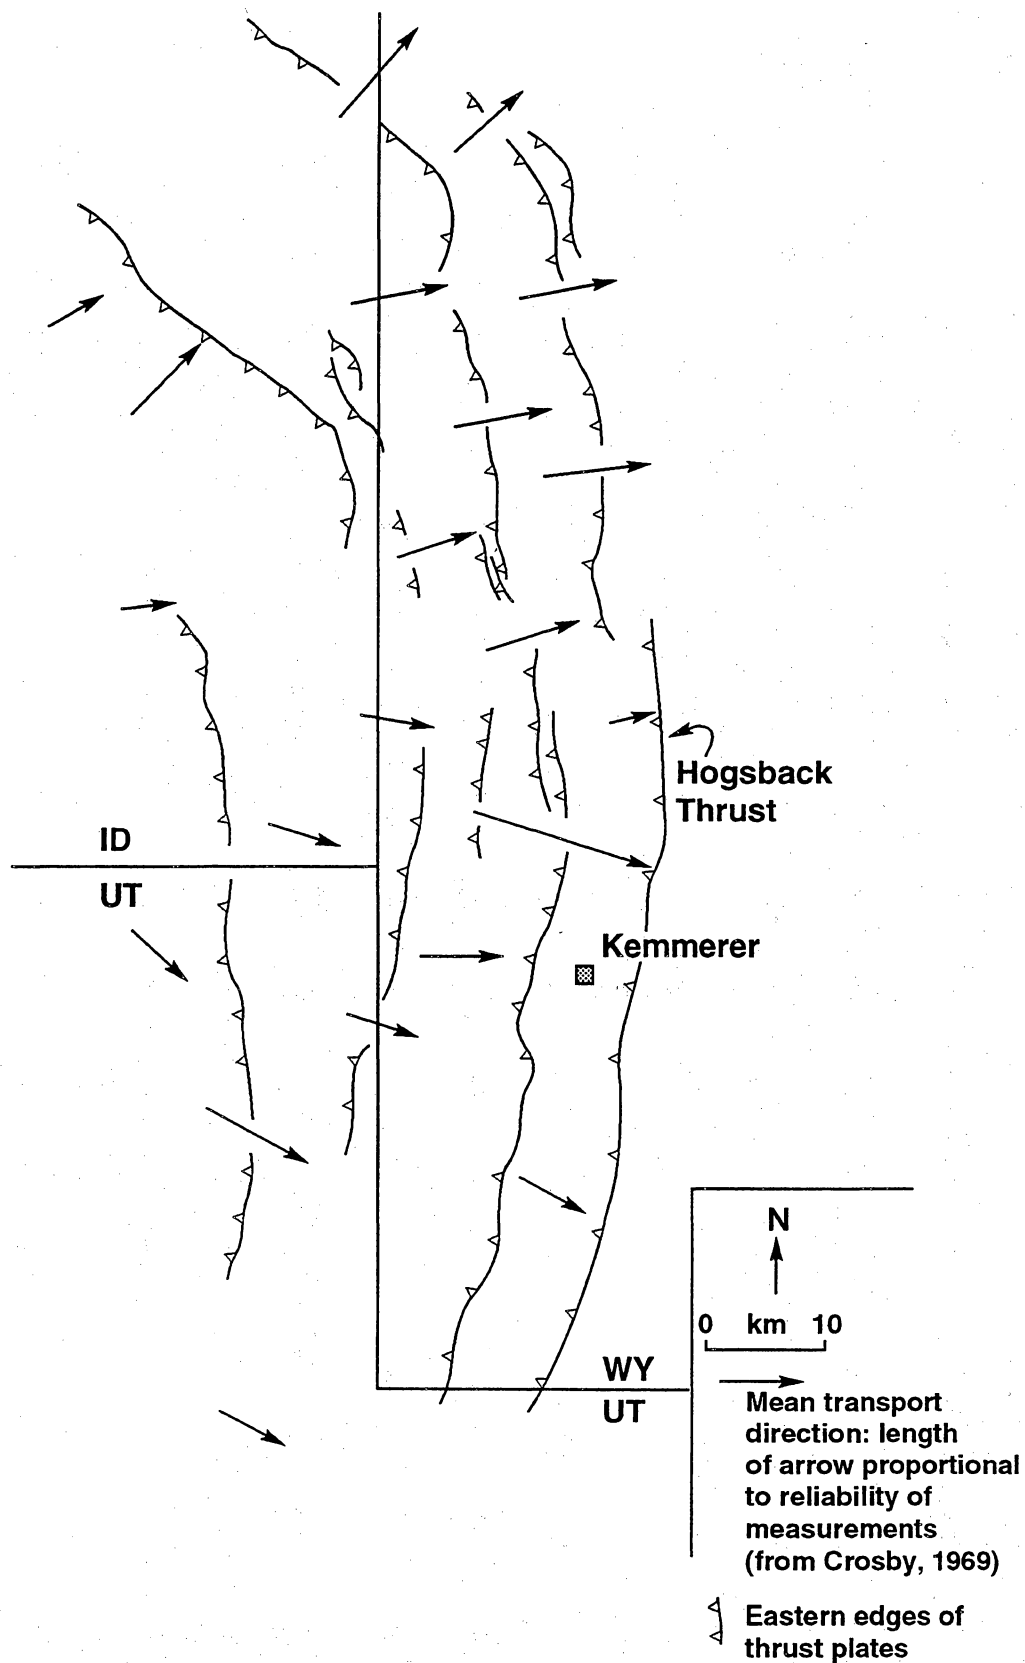 Hogsback
Thrust
ID
UT
Kemmerer
N
0 km 10
WY
UT
Mean transport
direction: length
of arrow proportional
to reliability of
measurements
(from Crosby, 1969)
Eastern edges of
thrust plates